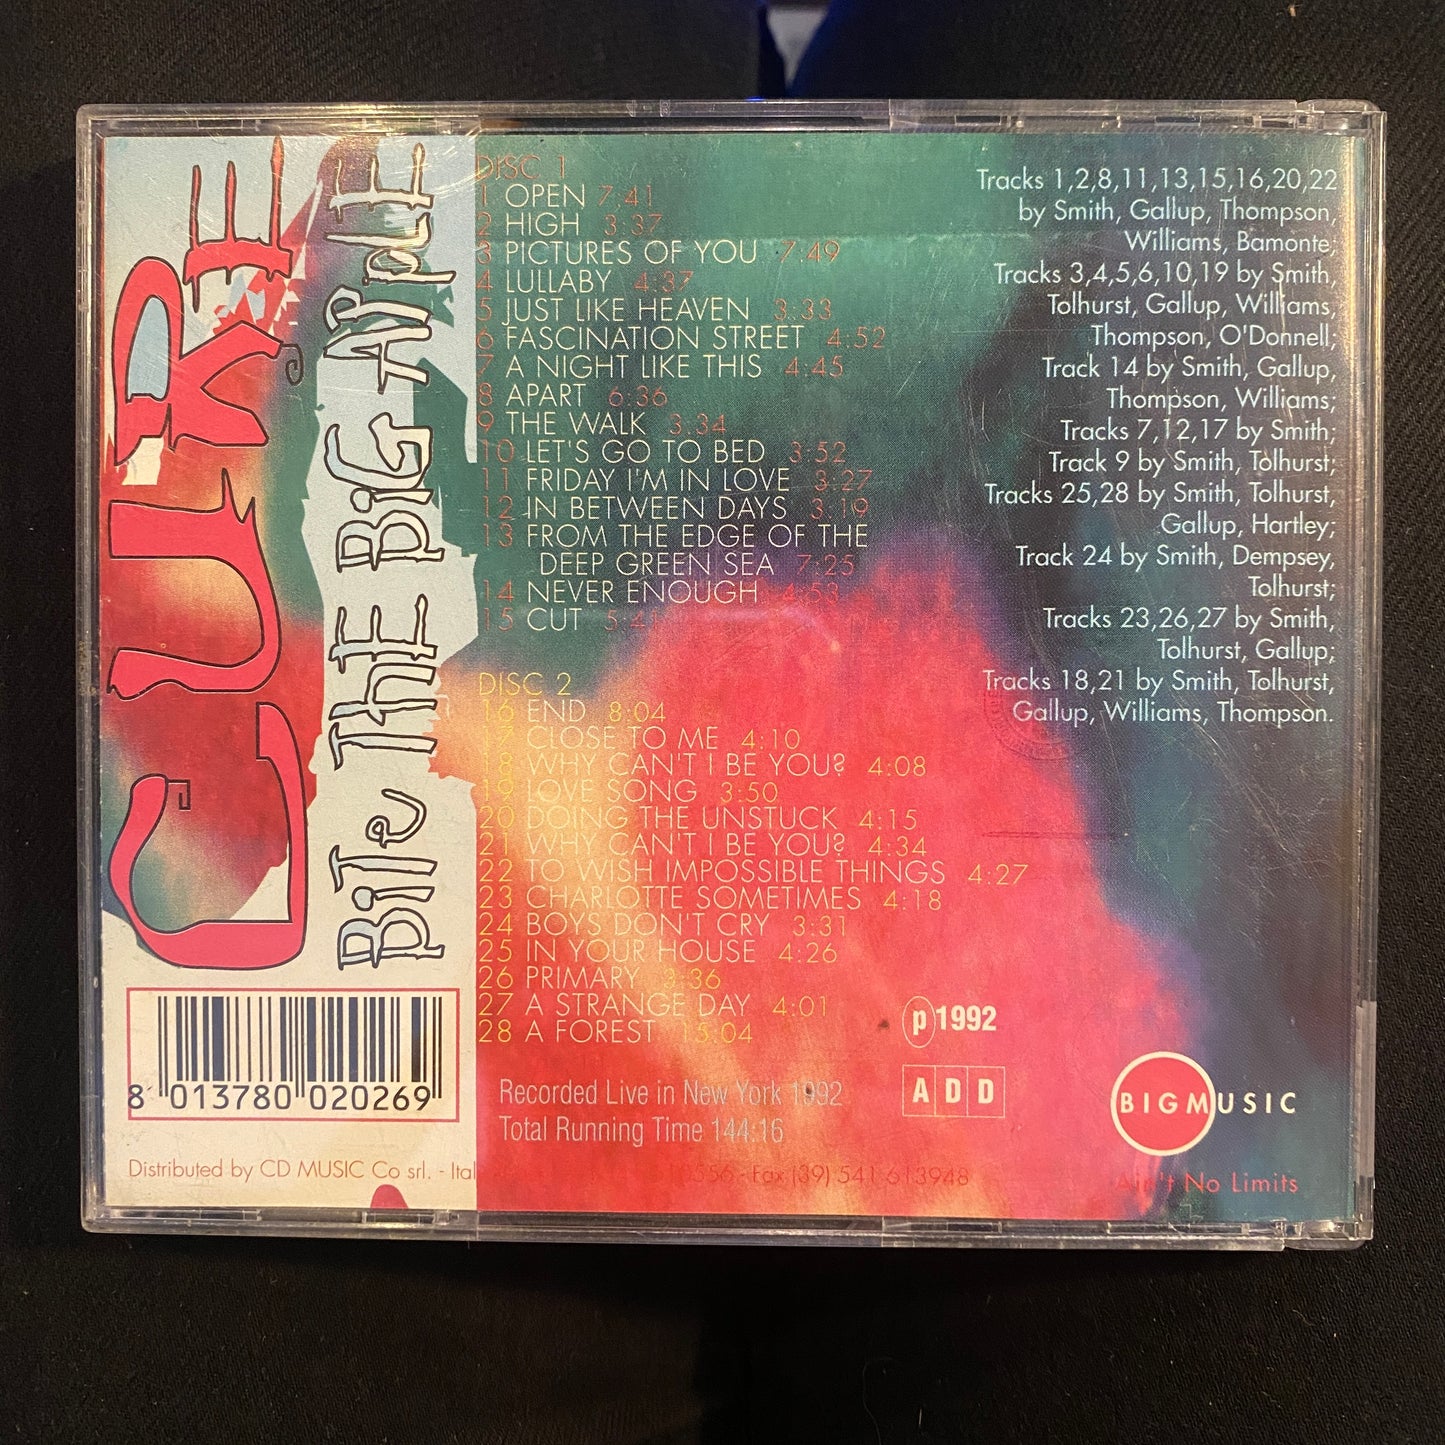 CURE
BiTe THE BiG APpLE
DISC 1
1 OPEN 7:41
2 HIGH 3:37
3 PICTURES OF YOU 7:49
4 LULLABY 4:37
5 JUST LIKE HEAVEN 3:33
6 FASCINATION STREET 4:52
7 A NIGHT LIKE THIS 4:45
8 APART 6:36
9 THE WALK 3:34
10 LET'S GO TO BED 3:52
11 FRIDAY I'M IN LOVE 3:27
12 IN BETWEEN DAYS 3:19
13 FROM THE EDGE OF THE
DEEP GREEN SEA 7:25
14 NEVER ENOUGH 4:53
15 CUT 5:41
DISC 2
16 END 8:04
17 CLOSE TO ME 4:10
18 WHY CAN'T I BE YOU? 4:08
19 LOVE SONG 3:50
20 DOING THE UNSTUCK 4:15
21 WHY CAN'T I BE YOU? 4:34
22 TO WISH IMPOSSIBLE THINGS 4:27
23 CHARLOTTE SOMETIMES 4:18
24 BOYS DON'T CRY 3:31
25 IN YOUR HOUSE 4:26
26 PRIMARY 3:36
27 A STRANGE DAY 4:01
28 A FOREST 15:04
Recorded Live in New York 1992
Total Running Time 144:16
Tracks 1,2,8,11,13,15,16,20,22
by Smith, Gallup, Thompson,
Williams, Bamonte;
Tracks 3,4,5,6,10,19 by Smith,
Tolhurst, Gallup, Williams,
Thompson, O'Donnell;
Track 14 by Smith, Gallup,
Thompson, Williams;
Tracks 7,12,17 by Smith;
Track 9 by Smith, Tolhurst;
Tracks 25,28 by Smith, Tolhurst,
Gallup, Hartley;
Track 24 by Smith, Dempsey,
Tolhurst;
Tracks 23,26,27 by Smith,
Tolhurst, Gallup;
Tracks 18,21 by Smith, Tolhurst,
Gallup, Williams, Thompson.
p 1992
ADD
BIGMUSIC
Ain't No Limits
8 013780 020269
Distributed by CD MUSIC Co srl. - Ital 556 - Fax (39) 541 613948